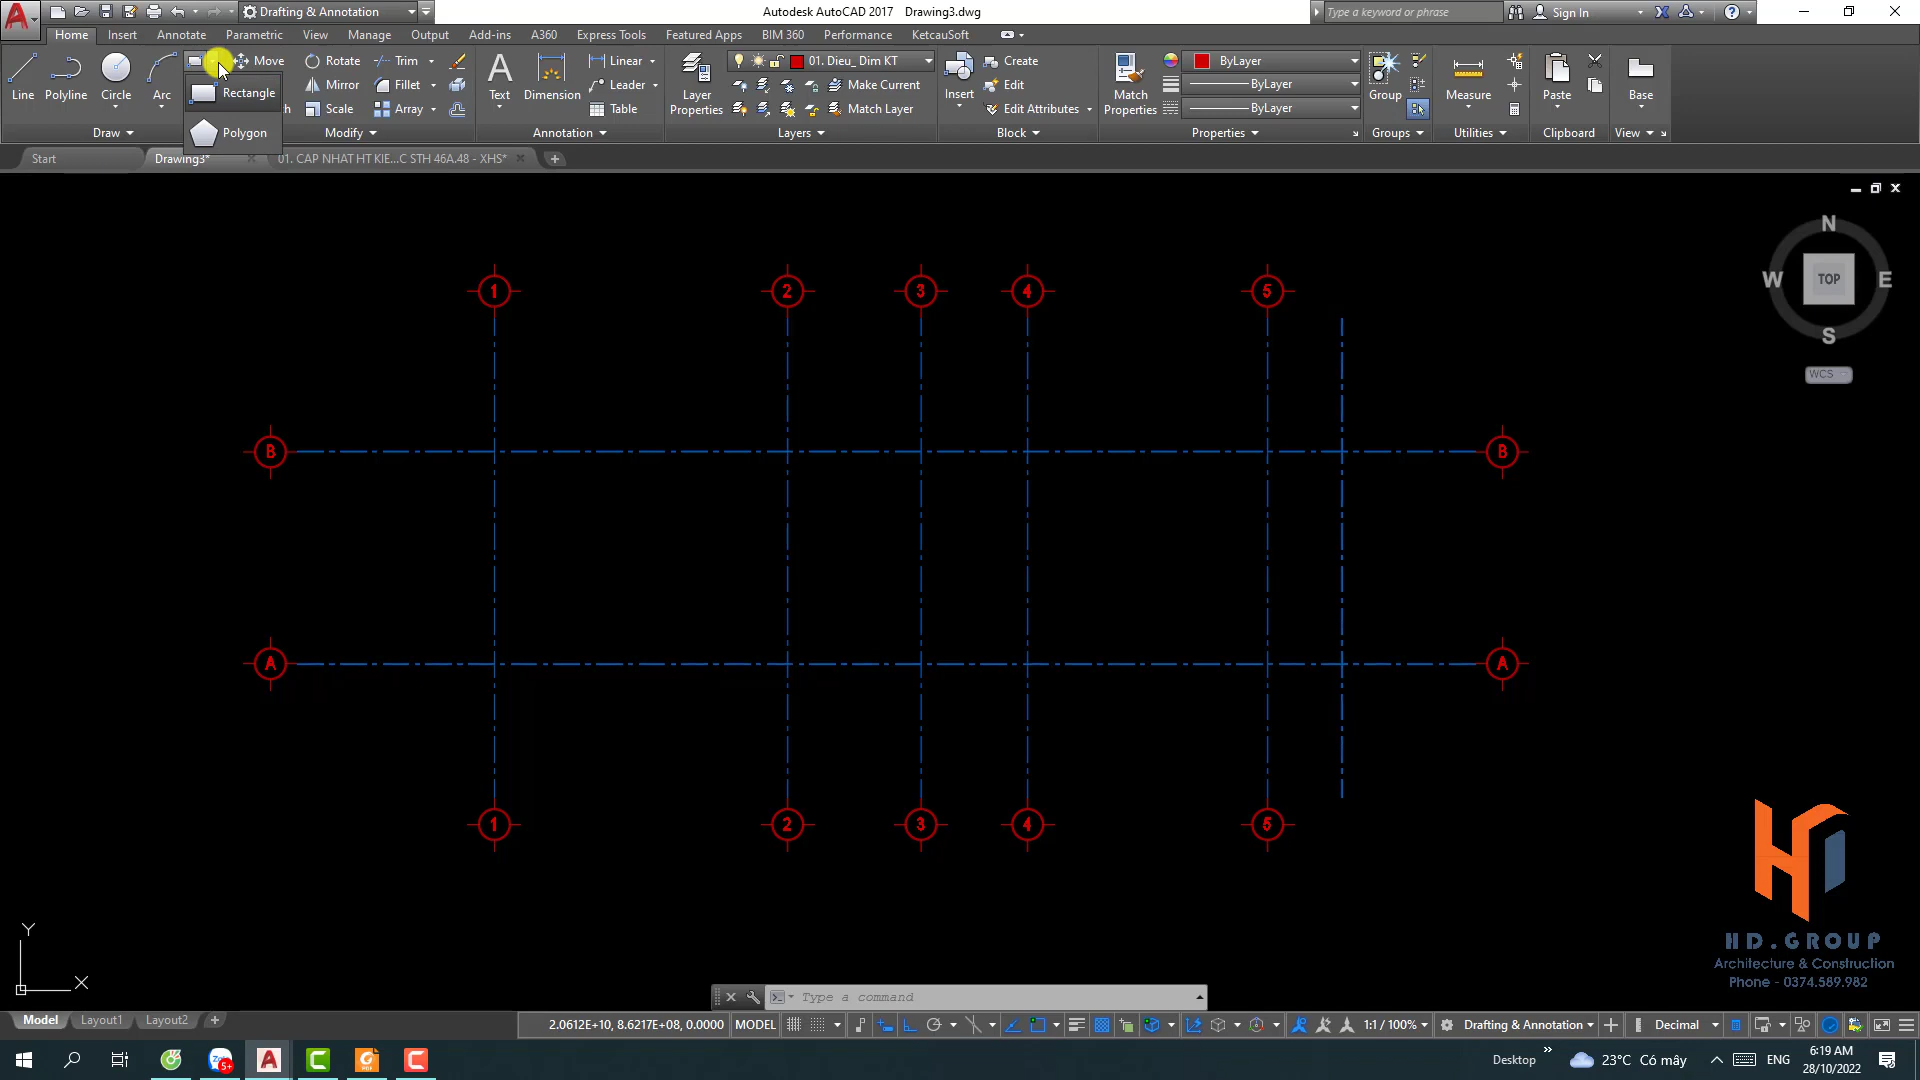 Drafting & Annotation
Autodesk AutoCAD 2017 Drawing3.dwg
Type a keyword or phrase
Sign In
Home Insert Annotate Parametric View Manage Output Add-ins A360 Express Tools Featured Apps BIM 360 Performance KetcauSoft
Line Polyline Circle Arc
Rectangle
Polygon
Move Rotate Trim
Mirror Fillet
Scale Array
Text Dimension
Linear
Leader
Table
Layer Properties
01. Dieu_ Dim KT
Make Current
Match Layer
Insert
Create
Edit
Edit Attributes
Match Properties
ByLayer
ByLayer
ByLayer
Group
Measure
Paste
Base
Draw Modify Annotation Layers Block Properties Groups Utilities Clipboard View
Start Drawing3* 01. CAP NHAT HT KIE...C STH 46A.48 - XHS*
N
W TOP E
S
WCS
1 2 3 4 5
B B
A A
1 2 3 4 5
HD.GROUP
Architecture & Construction
Phone - 0374.589.982
Y
X
Type a command
Model Layout1 Layout2
2.0612E+10, 8.6217E+08, 0.0000 MODEL 1:1 / 100% Drafting & Annotation Decimal
5+
Desktop 23°C Có mây ENG
6:19 AM
28/10/2022